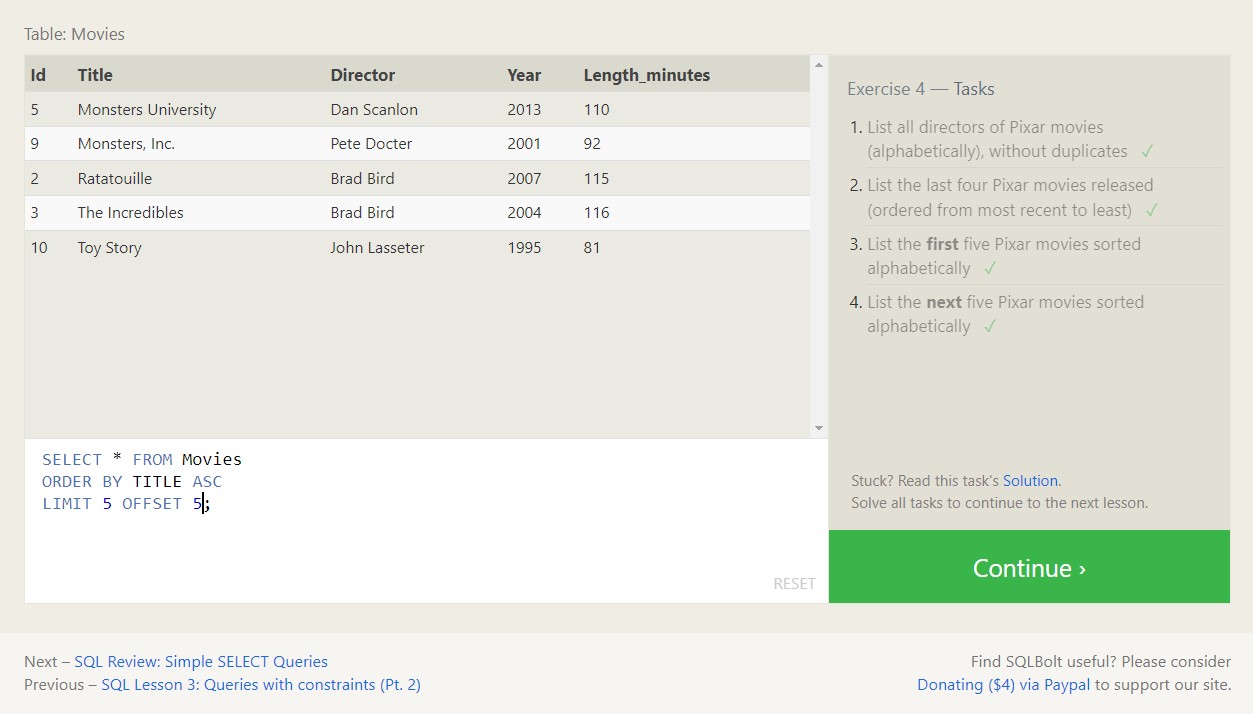 Table: Movies
Id Title Director Year Length_minutes
5 Monsters University Dan Scanlon 2013 110
9 Monsters, Inc. Pete Docter 2001 92
2 Ratatouille Brad Bird 2007 115
3 The Incredibles Brad Bird 2004 116
10 Toy Story John Lasseter 1995 81
SELECT * FROM Movies
ORDER BY TITLE ASC
LIMIT 5 OFFSET 5;
RESET
Exercise 4 — Tasks
1. List all directors of Pixar movies
(alphabetically), without duplicates ✓
2. List the last four Pixar movies released
(ordered from most recent to least) ✓
3. List the first five Pixar movies sorted
alphabetically ✓
4. List the next five Pixar movies sorted
alphabetically ✓
Stuck? Read this task's Solution.
Solve all tasks to continue to the next lesson.
Continue ›
Next – SQL Review: Simple SELECT Queries
Previous – SQL Lesson 3: Queries with constraints (Pt. 2)
Find SQLBolt useful? Please consider
Donating ($4) via Paypal to support our site.